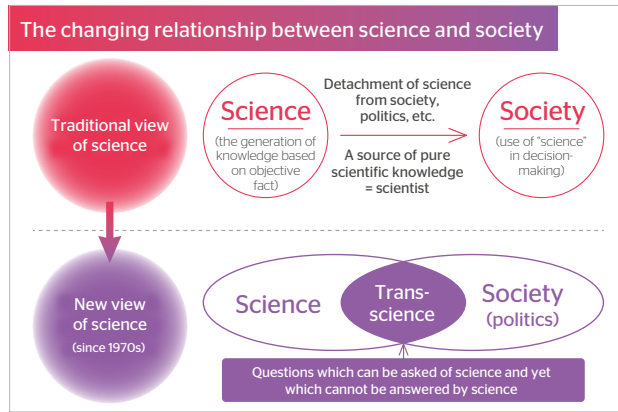 The changing relationship between science and society
Traditional view
of science
Science
(the generation of
knowledge based
on objective
fact)
Detachment of science
from society,
politics, etc.
A source of pure
scientific knowledge
= scientist
Society
(use of "science"
in decision-
making)
New view
of science
(since 1970s)
Science
Trans-
science
Society
(politics)
Questions which can be asked of science and yet
which cannot be answered by science